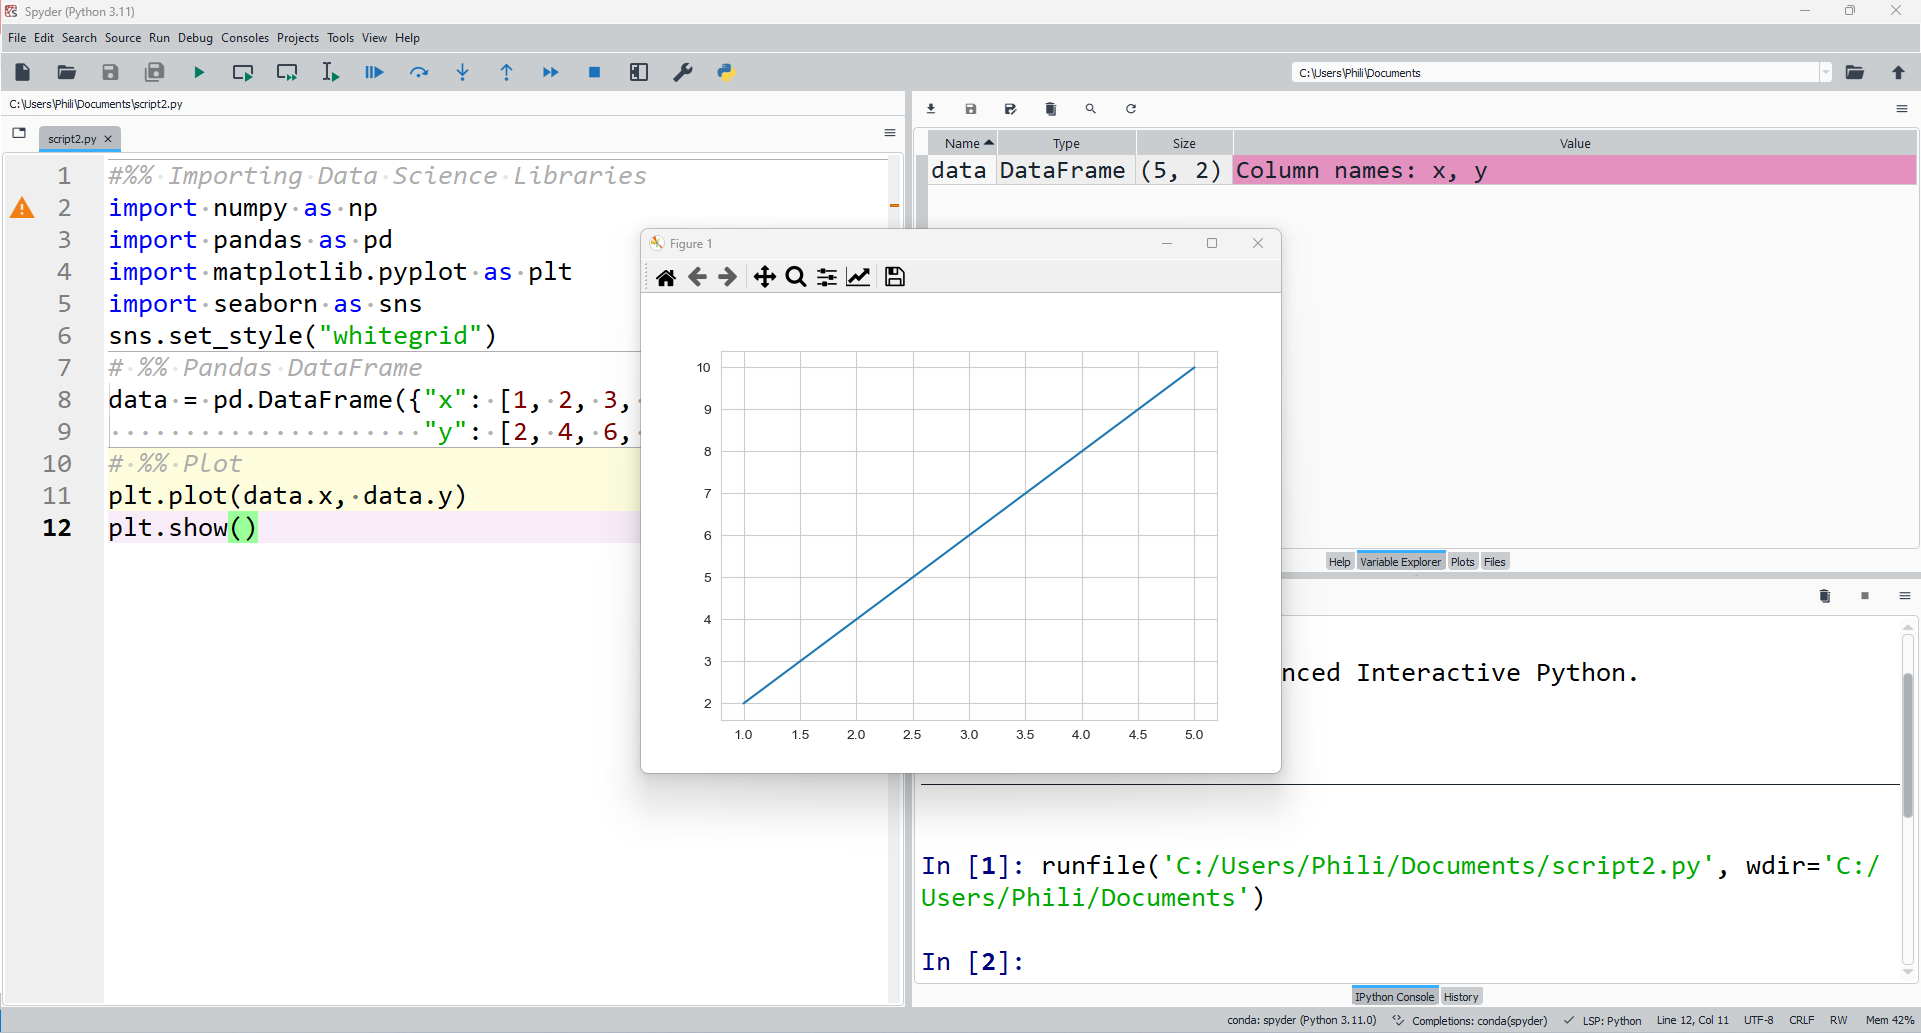 Spyder (Python 3.11)
File Edit Search Source Run Debug Consoles Projects Tools View Help
C:\Users\Phili\Documents
C:\Users\Phili\Documents\script2.py
script2.py
1 #%% Importing Data Science Libraries
2 import numpy as np
3 import pandas as pd
4 import matplotlib.pyplot as plt
5 import seaborn as sns
6 sns.set_style("whitegrid")
7 # %% Pandas DataFrame
8 data = pd.DataFrame({"x": [1, 2, 3,
9 "y": [2, 4, 6,
10 # %% Plot
11 plt.plot(data.x, data.y)
12 plt.show()
Name Type Size Value
data DataFrame (5, 2) Column names: x, y
Figure 1
10
9
8
7
6
5
4
3
2
1.0 1.5 2.0 2.5 3.0 3.5 4.0 4.5 5.0
Help Variable Explorer Plots Files
nced Interactive Python.
In [1]: runfile('C:/Users/Phili/Documents/script2.py', wdir='C:/
Users/Phili/Documents')
In [2]:
IPython Console History
conda: spyder (Python 3.11.0) Completions: conda(spyder) LSP: Python Line 12, Col 11 UTF-8 CRLF RW Mem 42%